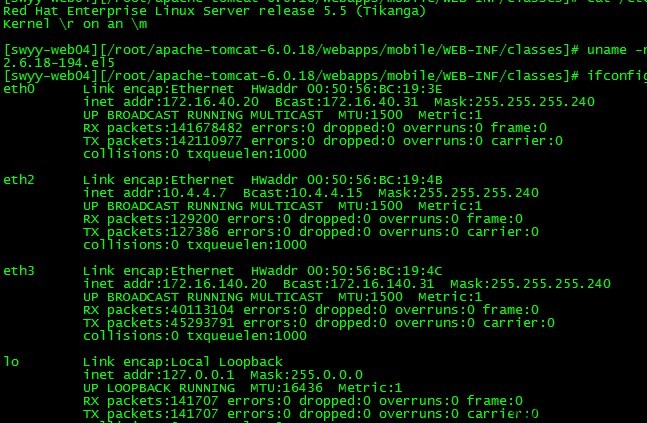 Red Hat Enterprise Linux Server release 5.5 (Tikanga)
Kernel \r on an \m
[swyy-web04][/root/apache-tomcat-6.0.18/webapps/mobile/WEB-INF/classes]# uname -r
2.6.18-194.el5
[swyy-web04][/root/apache-tomcat-6.0.18/webapps/mobile/WEB-INF/classes]# ifconfig
eth0 Link encap:Ethernet HWaddr 00:50:56:BC:19:3E
inet addr:172.16.40.20 Bcast:172.16.40.31 Mask:255.255.255.240
UP BROADCAST RUNNING MULTICAST MTU:1500 Metric:1
RX packets:141678482 errors:0 dropped:0 overruns:0 frame:0
TX packets:142110977 errors:0 dropped:0 overruns:0 carrier:0
collisions:0 txqueuelen:1000
eth2 Link encap:Ethernet HWaddr 00:50:56:BC:19:4B
inet addr:10.4.4.7 Bcast:10.4.4.15 Mask:255.255.255.240
UP BROADCAST RUNNING MULTICAST MTU:1500 Metric:1
RX packets:129200 errors:0 dropped:0 overruns:0 frame:0
TX packets:127386 errors:0 dropped:0 overruns:0 carrier:0
collisions:0 txqueuelen:1000
eth3 Link encap:Ethernet HWaddr 00:50:56:BC:19:4C
inet addr:172.16.140.20 Bcast:172.16.140.31 Mask:255.255.255.240
UP BROADCAST RUNNING MULTICAST MTU:1500 Metric:1
RX packets:40113104 errors:0 dropped:0 overruns:0 frame:0
TX packets:45293791 errors:0 dropped:0 overruns:0 carrier:0
collisions:0 txqueuelen:1000
lo Link encap:Local Loopback
inet addr:127.0.0.1 Mask:255.0.0.0
UP LOOPBACK RUNNING MTU:16436 Metric:1
RX packets:141707 errors:0 dropped:0 overruns:0 frame:0
TX packets:141707 errors:0 dropped:0 overruns:0 carrier:0